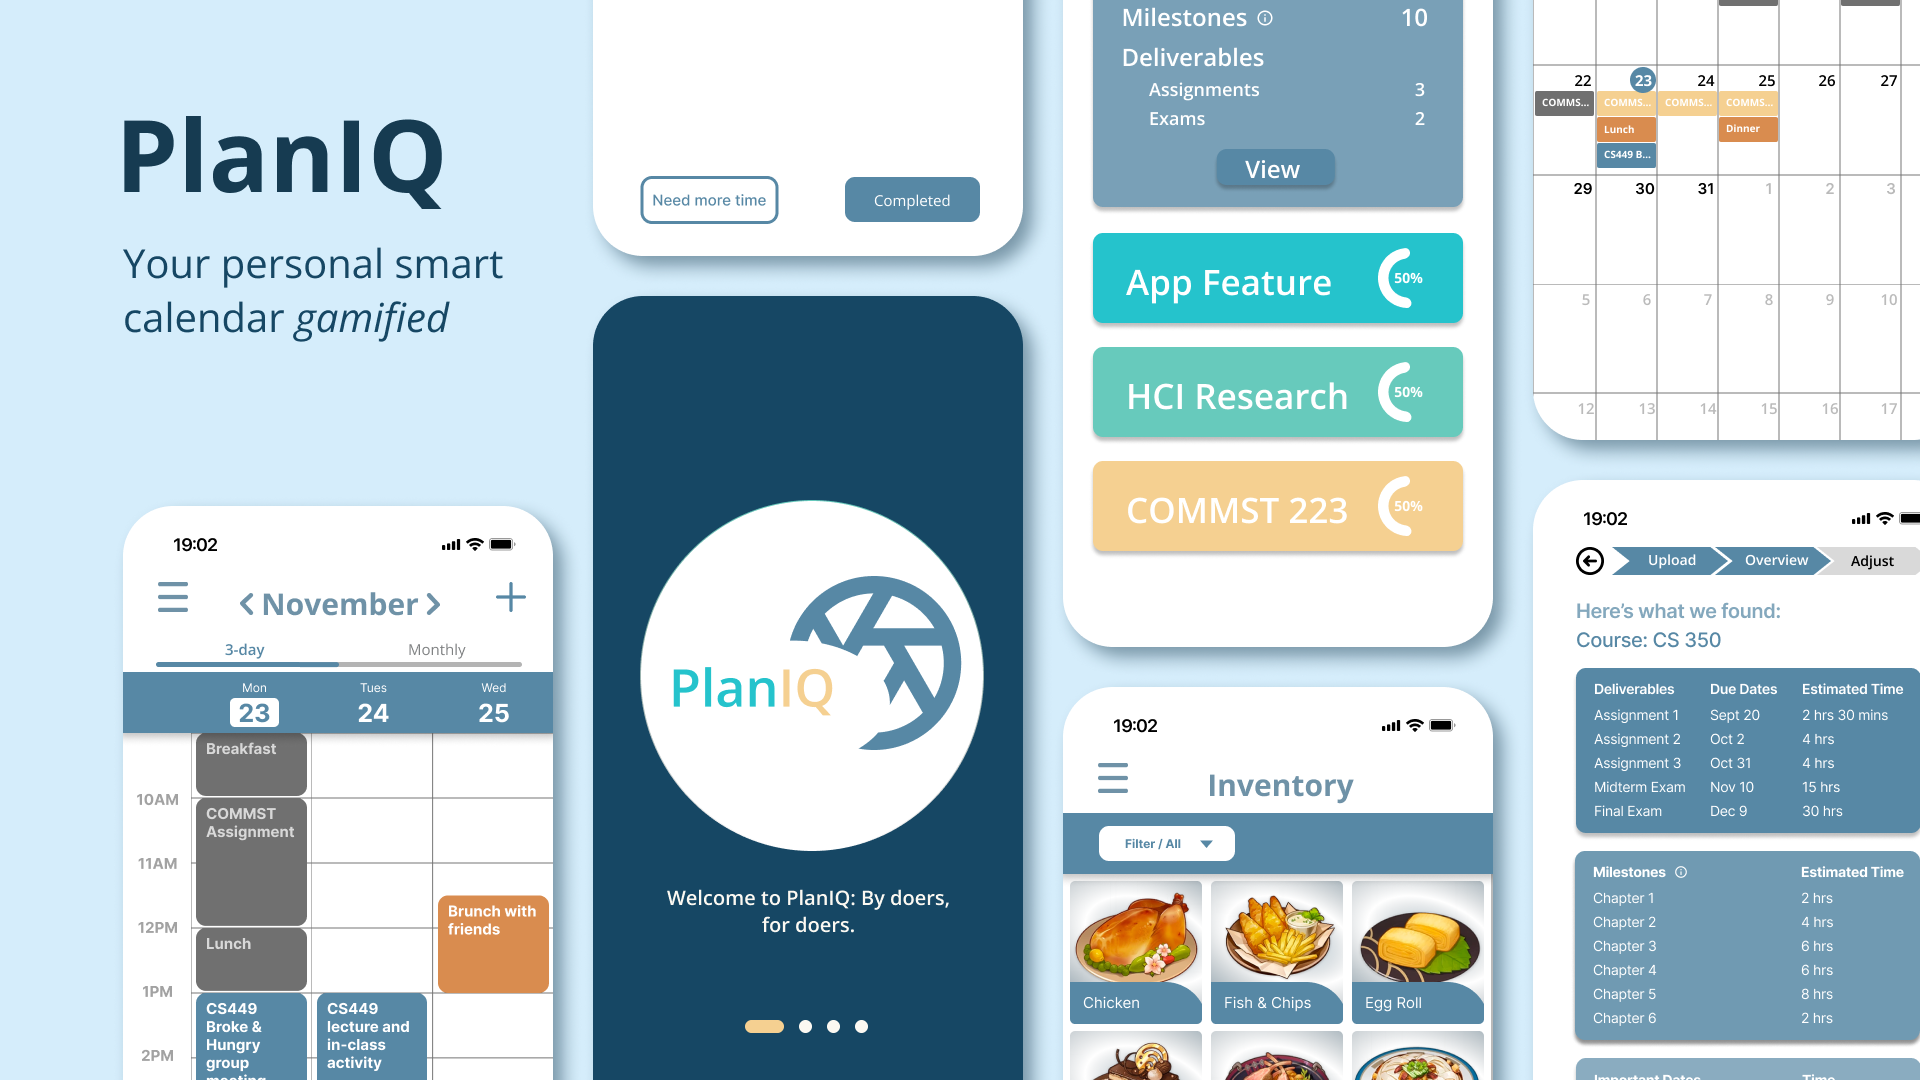 PlanIQ
Your personal smart
calendar gamified
19:02
November
3-day
Monthly
Mon
Tues
Wed
23
24
25
Breakfast
10AM
COMMST
Assignment
11AM
Brunch with
friends
12PM
Lunch
1PM
CS449
Broke &
Hungry
group
meeting
CS449
lecture and
in-class
activity
2PM
Need more time
Completed
PlanIQ
Welcome to PlanIQ: By doers,
for doers.
Milestones
10
Deliverables
Assignments
3
Exams
2
View
App Feature
50%
HCI Research
50%
COMMST 223
50%
19:02
Inventory
Filter / All
Chicken
Fish & Chips
Egg Roll
22
23
24
25
26
27
COMMS...
COMMS...
COMMS...
COMMS...
Lunch
Dinner
CS449 B...
29
30
31
1
2
3
5
6
7
8
9
10
12
13
14
15
16
17
19:02
Upload
Overview
Adjust
Here's what we found:
Course: CS 350
Deliverables Due Dates Estimated Time
Assignment 1 Sept 20 2 hrs 30 mins
Assignment 2 Oct 2 4 hrs
Assignment 3 Oct 31 4 hrs
Midterm Exam Nov 10 15 hrs
Final Exam Dec 9 30 hrs
Milestones Estimated Time
Chapter 1 2 hrs
Chapter 2 4 hrs
Chapter 3 6 hrs
Chapter 4 6 hrs
Chapter 5 8 hrs
Chapter 6 2 hrs
Important Dates Time